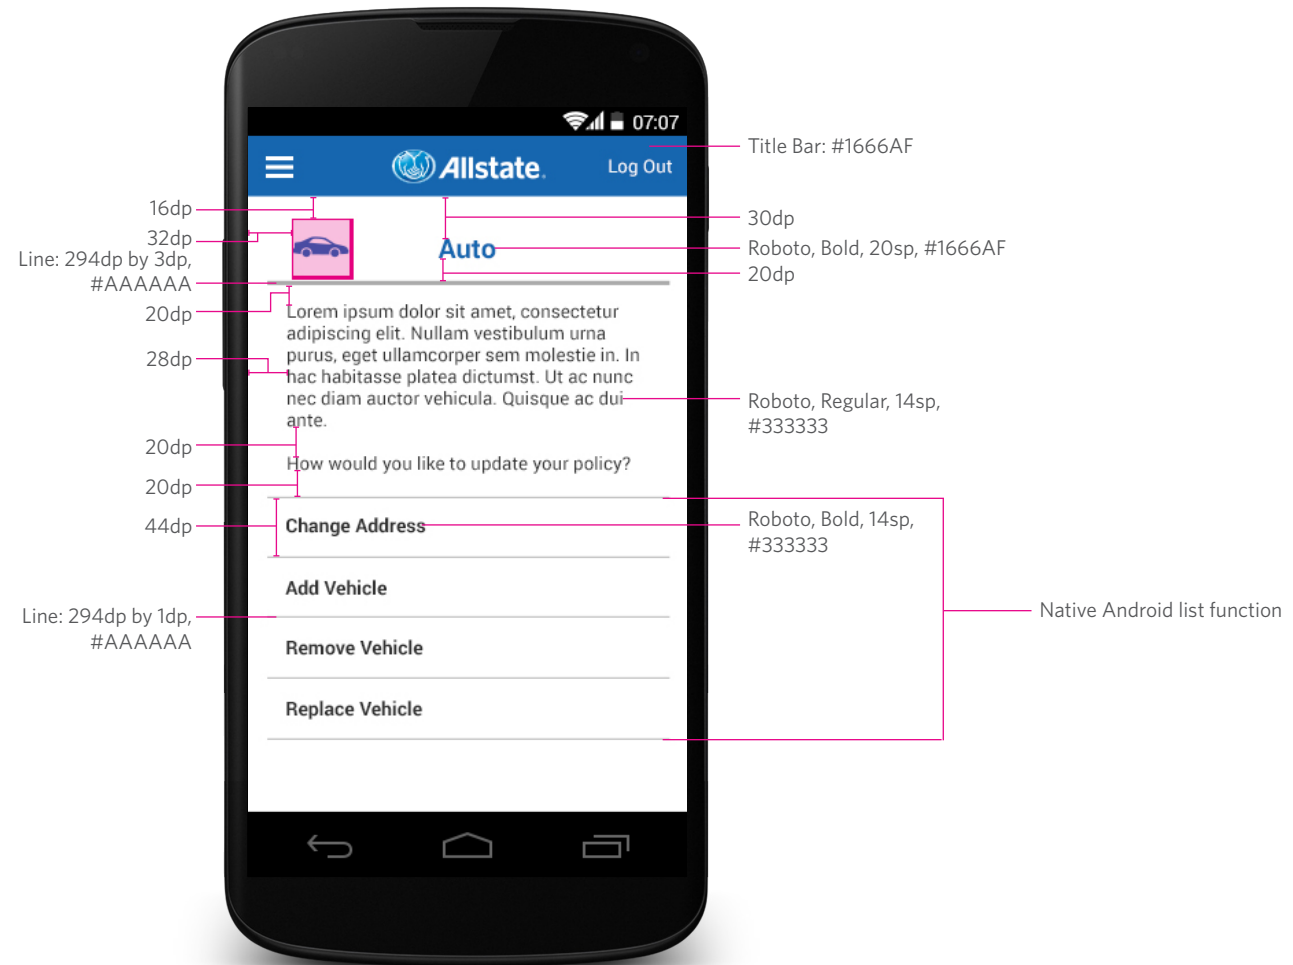 07:07
Allstate.
Log Out
Title Bar: #1666AF
16dp
32dp
Line: 294dp by 3dp,
#AAAAAA
20dp
28dp
20dp
20dp
44dp
Line: 294dp by 1dp,
#AAAAAA
Auto
30dp
Roboto, Bold, 20sp, #1666AF
20dp
Lorem ipsum dolor sit amet, consectetur
adipiscing elit. Nullam vestibulum urna
purus, eget ullamcorper sem molestie in. In
hac habitasse platea dictumst. Ut ac nunc
nec diam auctor vehicula. Quisque ac dui
ante.
How would you like to update your policy?
Roboto, Regular, 14sp,
#333333
Change Address
Add Vehicle
Remove Vehicle
Replace Vehicle
Roboto, Bold, 14sp,
#333333
Native Android list function